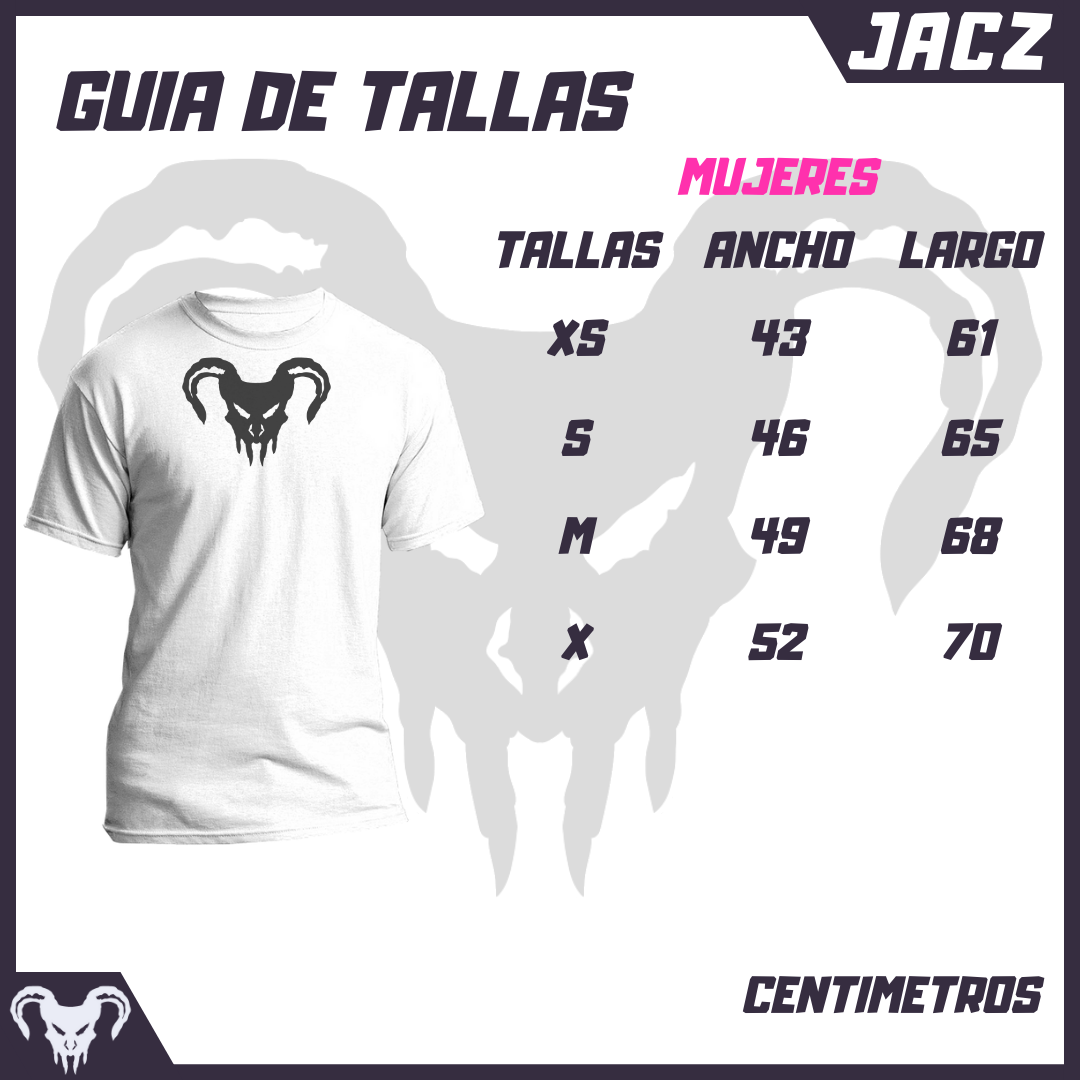 JACZ
GUIA DE TALLAS
MUJERES
TALLAS ANCHO LARGO
XS 43 61
S 46 65
M 49 68
X 52 70
CENTIMETROS